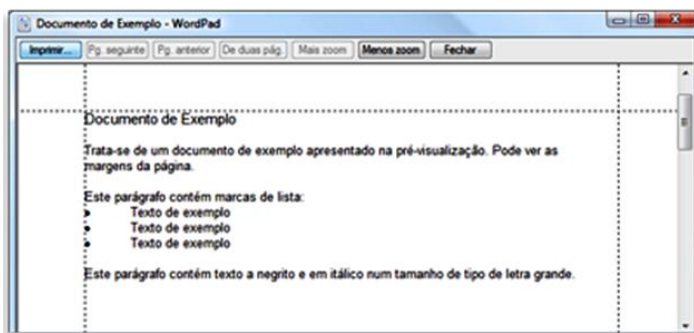 Documento de Exemplo - WordPad
Imprimir... Pg. seguinte Pg. anterior De duas pág. Mais zoom Menos zoom Fechar
Documento de Exemplo
Trata-se de um documento de exemplo apresentado na pré-visualização. Pode ver as
margens da página.
Este parágrafo contém marcas de lista:
• Texto de exemplo
• Texto de exemplo
• Texto de exemplo
Este parágrafo contém texto a negrito e em itálico num tamanho de tipo de letra grande.